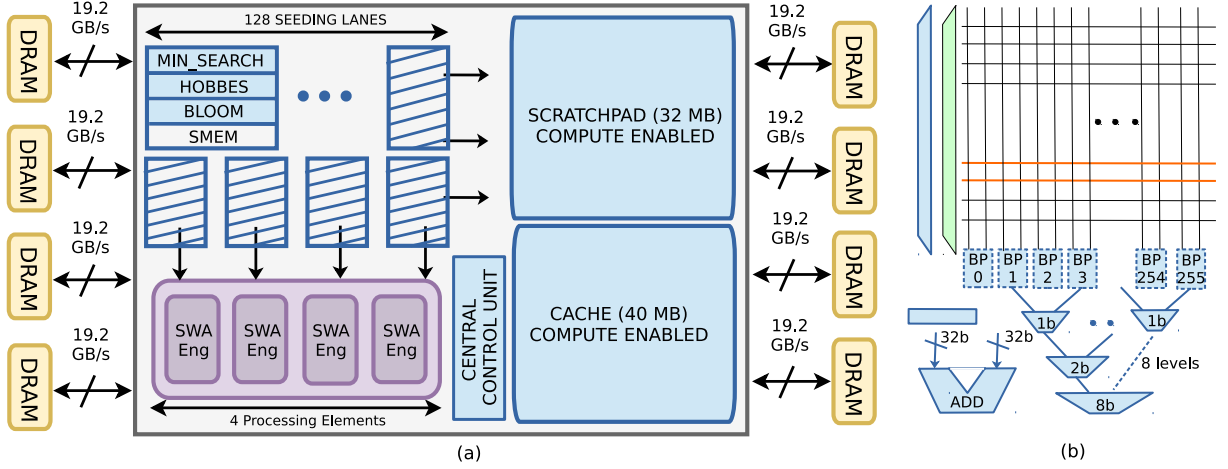 19.2
GB/s
DRAM
19.2
GB/s
DRAM
19.2
GB/s
DRAM
19.2
GB/s
DRAM
128 SEEDING LANES
MIN_SEARCH
HOBBES
BLOOM
SMEM
SWA
Eng
SWA
Eng
SWA
Eng
SWA
Eng
4 Processing Elements
CENTRAL
CONTROL UNIT
SCRATCHPAD (32 MB)
COMPUTE ENABLED
CACHE (40 MB)
COMPUTE ENABLED
(a)
19.2
GB/s
DRAM
19.2
GB/s
DRAM
19.2
GB/s
DRAM
19.2
GB/s
DRAM
BP
0
BP
1
BP
2
BP
3
BP
254
BP
255
1b
1b
32b
32b
2b
8 levels
ADD
8b
(b)